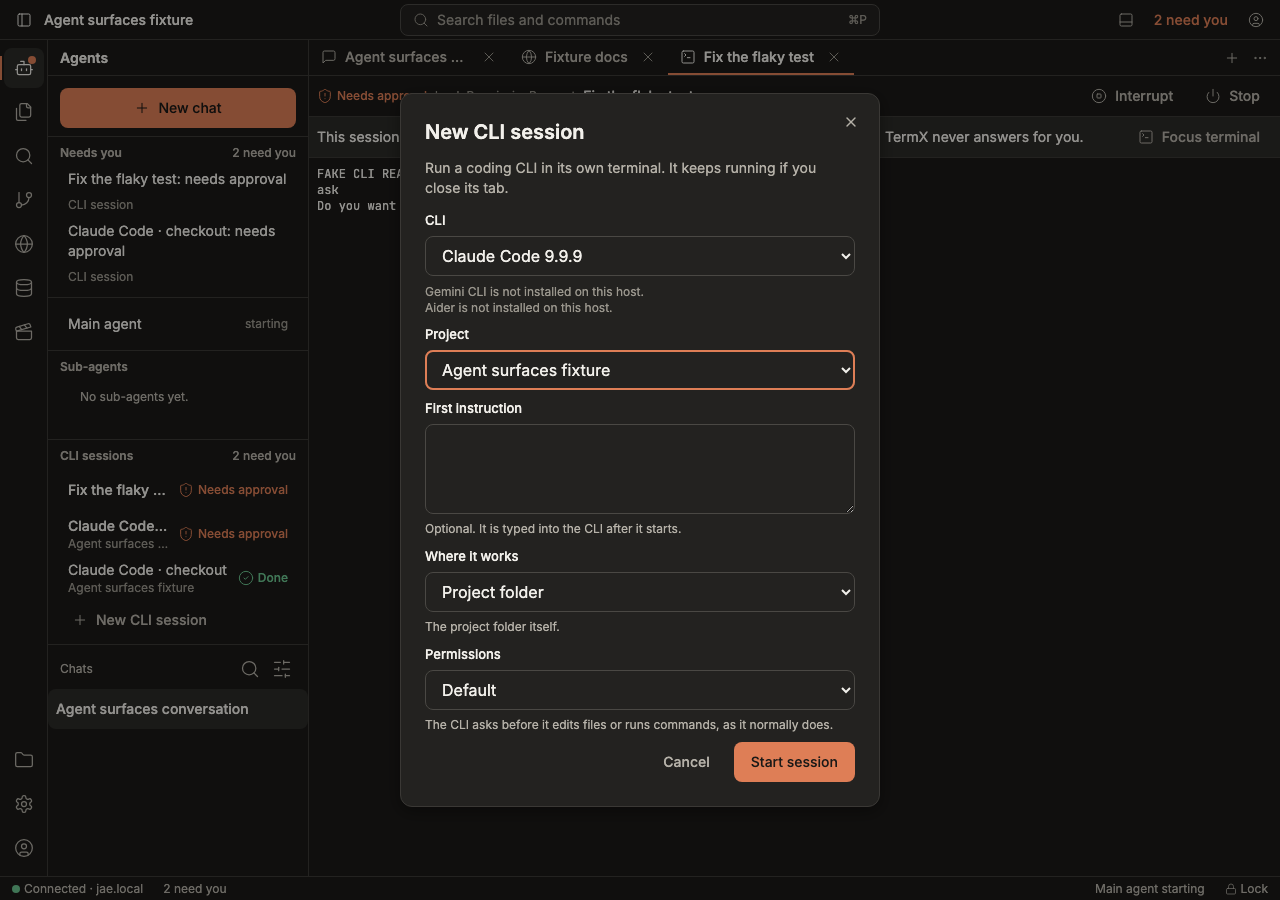 Agent surfaces fixture
Search files and commands
⌘P
2 need you
Agents
Agent surfaces ...
Fixture docs
Fix the flaky test
New chat
Interrupt
Stop
Needs you
2 need you
Fix the flaky test: needs approval
CLI session
Claude Code · checkout: needs
approval
CLI session
Main agent
starting
Sub-agents
No sub-agents yet.
CLI sessions
2 need you
Fix the flaky ...
Needs approval
Claude Code...
Agent surfaces ...
Needs approval
Claude Code · checkout
Agent surfaces fixture
Done
New CLI session
Chats
Agent surfaces conversation
This session
TermX never answers for you.
Focus terminal
FAKE CLI
ask
Do you want
New CLI session
Run a coding CLI in its own terminal. It keeps running if you
close its tab.
CLI
Claude Code 9.9.9
Gemini CLI is not installed on this host.
Aider is not installed on this host.
Project
Agent surfaces fixture
First instruction
Optional. It is typed into the CLI after it starts.
Where it works
Project folder
The project folder itself.
Permissions
Default
The CLI asks before it edits files or runs commands, as it normally does.
Cancel
Start session
Connected · jae.local
2 need you
Main agent starting
Lock